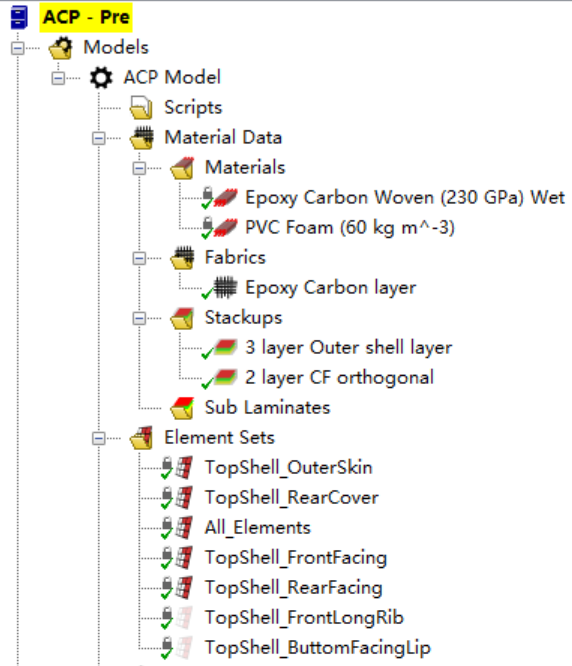 ACP - Pre
Models
ACP Model
Scripts
Material Data
Materials
Epoxy Carbon Woven (230 GPa) Wet
PVC Foam (60 kg m^-3)
Fabrics
Epoxy Carbon layer
Stackups
3 layer Outer shell layer
2 layer CF orthogonal
Sub Laminates
Element Sets
TopShell_OuterSkin
TopShell_RearCover
All_Elements
TopShell_FrontFacing
TopShell_RearFacing
TopShell_FrontLongRib
TopShell_ButtomFacingLip